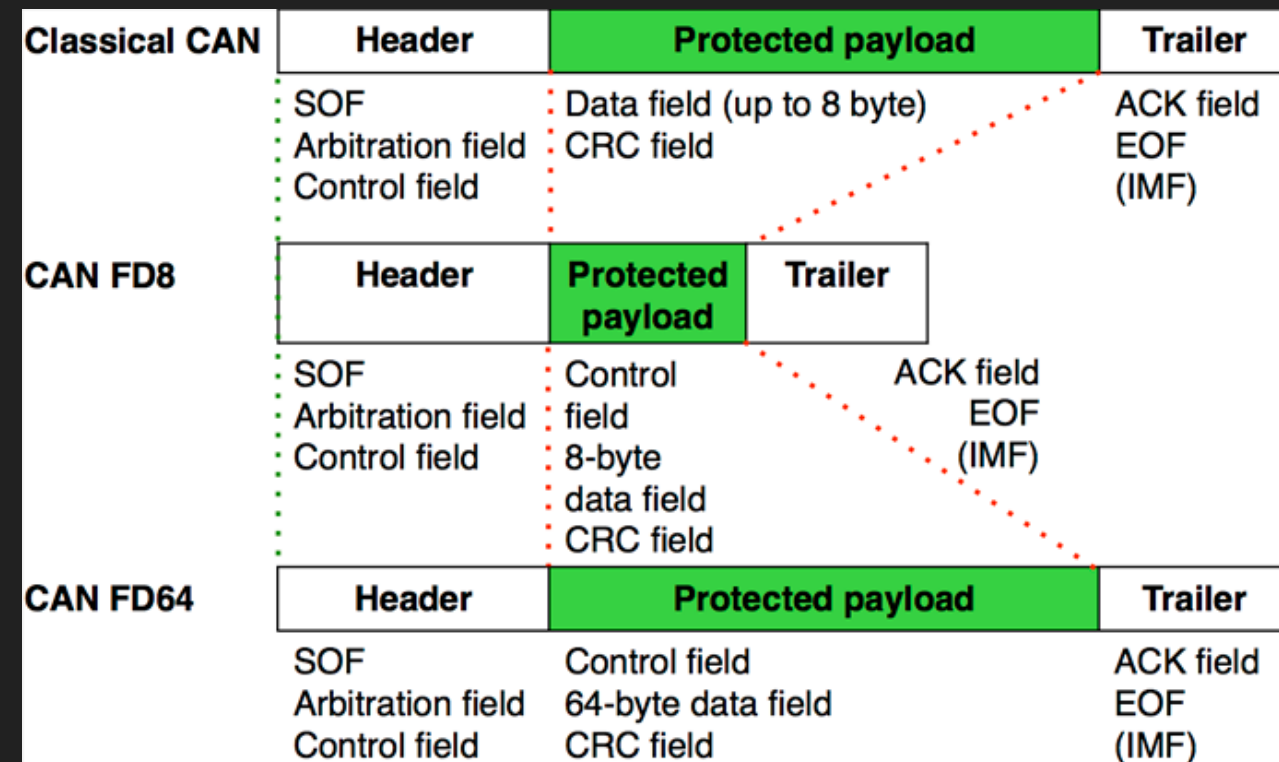 Classical CAN Header Protected payload Trailer
SOF Data field (up to 8 byte) ACK field
Arbitration field CRC field EOF
Control field (IMF)
CAN FD8 Header Protected Trailer
payload
SOF Control ACK field
Arbitration field field EOF
Control field 8-byte (IMF)
data field
CRC field
CAN FD64 Header Protected payload Trailer
SOF Control field ACK field
Arbitration field 64-byte data field EOF
Control field CRC field (IMF)